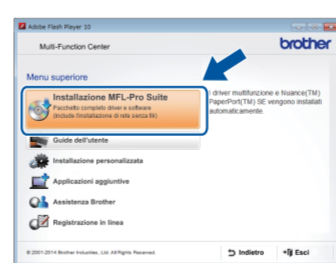 Adobe Flash Player 10
Multi-Function Center
brother
Menu superiore
Installazione MFL-Pro Suite
Pacchetto completo driver e software
(include l'installazione di rete senza fili)
I driver multifunzione e Nuance(TM)
PaperPort(TM) SE vengono installati
automaticamente.
Guide dell'utente
Installazione personalizzata
Applicazioni aggiuntive
Assistenza Brother
Registrazione in linea
© 2001-2014 Brother Industries, Ltd. All Rights Reserved.
Indietro
Esci